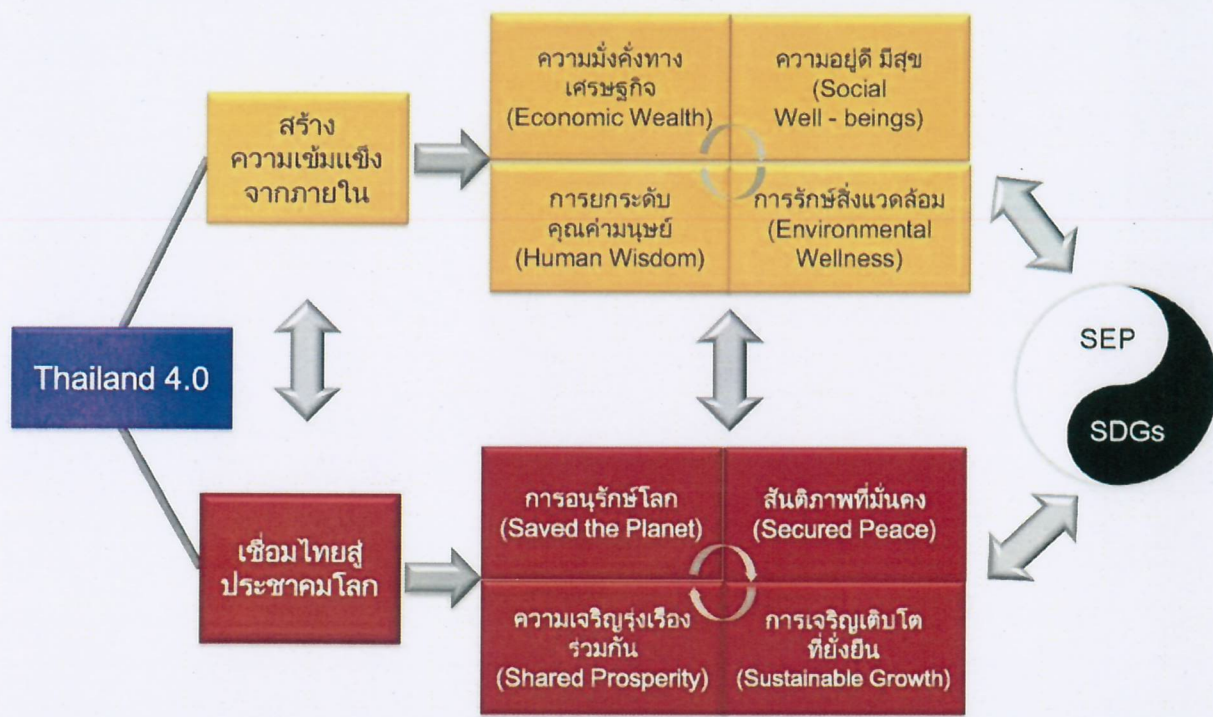 ความมั่งคั่งทาง
เศรษฐกิจ
(Economic Wealth)
ความอยู่ดี มีสุข
(Social
Well - beings)
สร้าง
ความเข้มแข็ง
จากภายใน
การยกระดับ
คุณค่ามนุษย์
(Human Wisdom)
การรักษ์สิ่งแวดล้อม
(Environmental
Wellness)
Thailand 4.0
SEP
SDGs
การอนุรักษ์โลก
(Saved the Planet)
สันติภาพที่มั่นคง
(Secured Peace)
เชื่อมไทยสู่
ประชาคมโลก
ความเจริญรุ่งเรือง
ร่วมกัน
(Shared Prosperity)
การเจริญเติบโต
ที่ยั่งยืน
(Sustainable Growth)